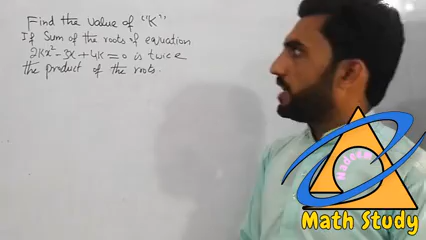 Find the value of "K"
If Sum of the roots of equation
2Kx² - 3x + 4K = 0 is twice
the product of the roots.
Nadeem
Math Study